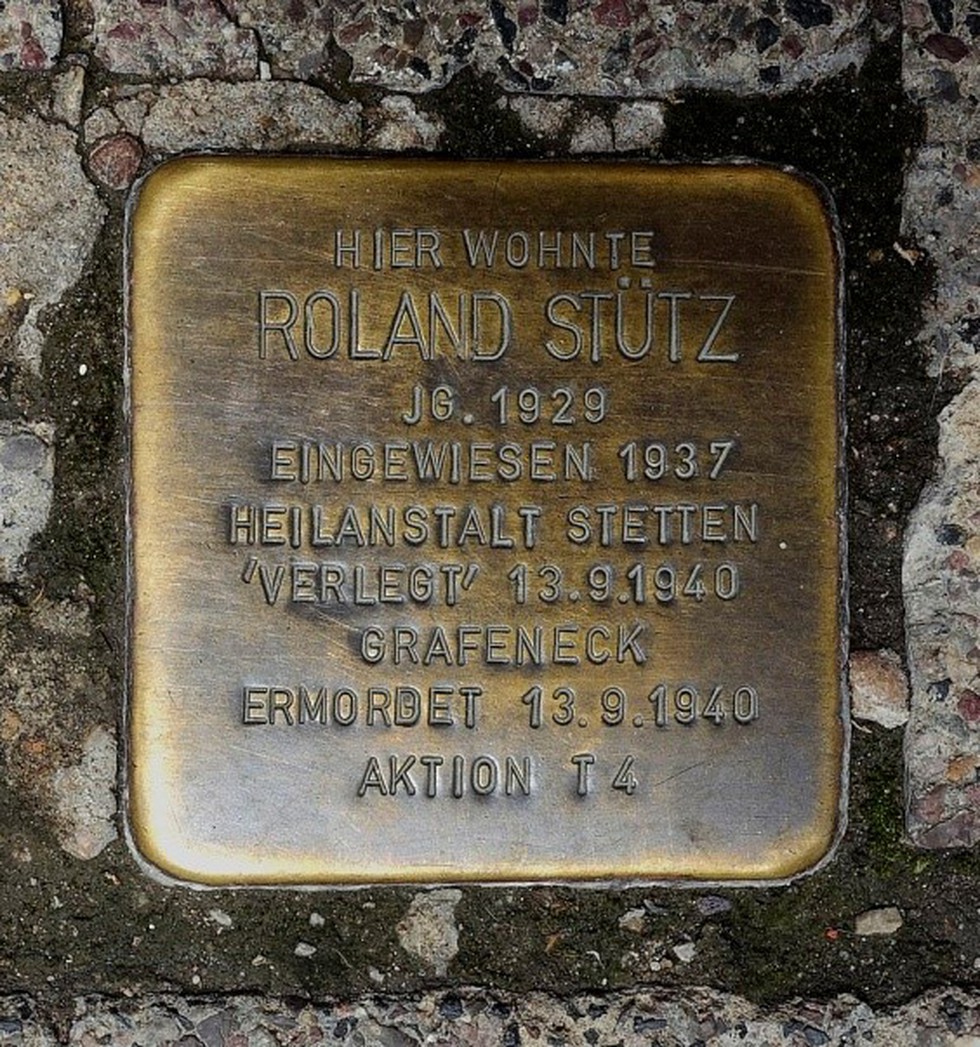 HIER WOHNTE
ROLAND STÜTZ
JG. 1929
EINGEWIESEN 1937
HEILANSTALT STETTEN
'VERLEGT' 13.9.1940
GRAFENECK
ERMORDET 13.9.1940
AKTION T4